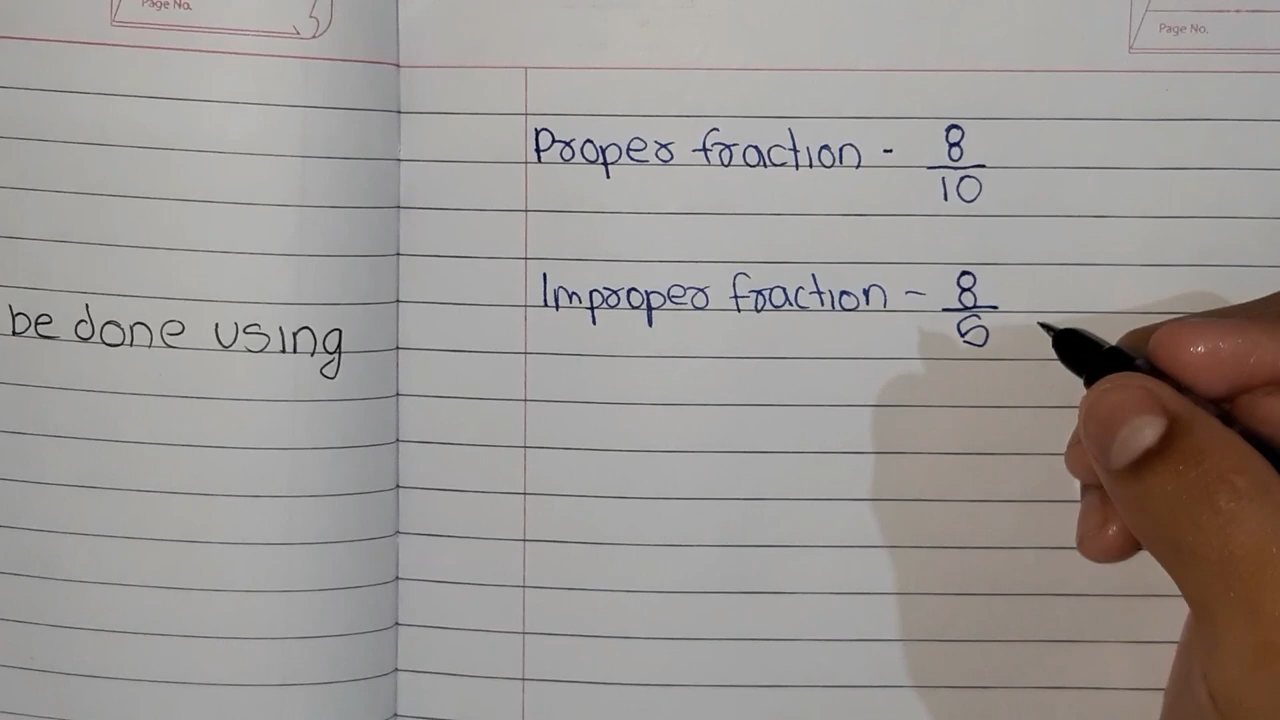 Page No.
Page No.
be done using
Proper fraction - 8/10
Improper fraction - 8/5